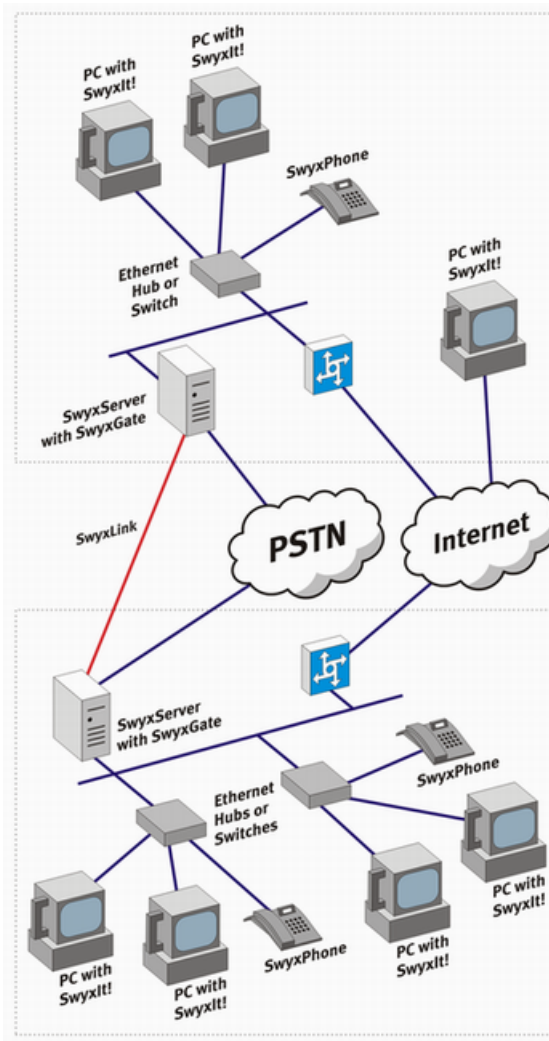 PC with
SwyxIt!
PC with
SwyxIt!
SwyxPhone
PC with
SwyxIt!
Ethernet
Hub or
Switch
SwyxServer
with SwyxGate
SwyxLink
PSTN
Internet
SwyxServer
with SwyxGate
SwyxPhone
Ethernet
Hubs or
Switches
PC with
SwyxIt!
PC with
SwyxIt!
SwyxPhone
PC with
SwyxIt!
PC with
SwyxIt!